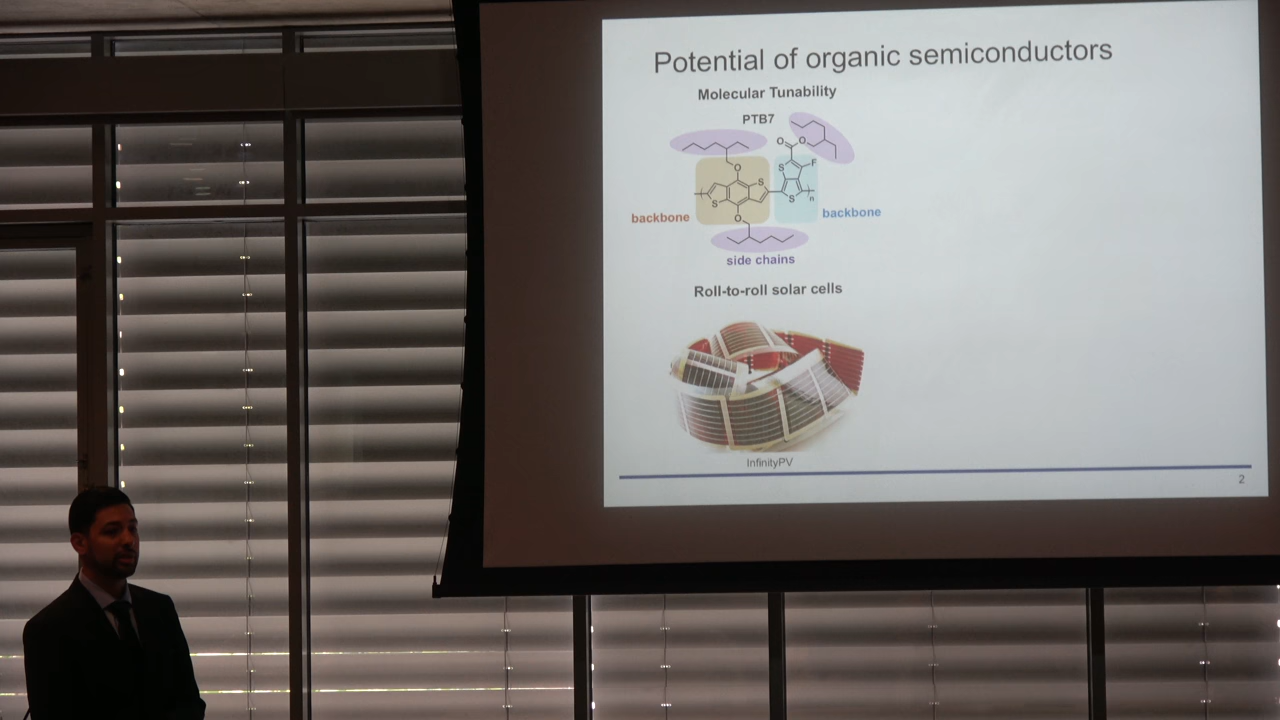 Potential of organic semiconductors
Molecular Tunability
PTB7
O
O
O
S
F
S
S
S
n
O
backbone
backbone
side chains
Roll-to-roll solar cells
InfinityPV
2